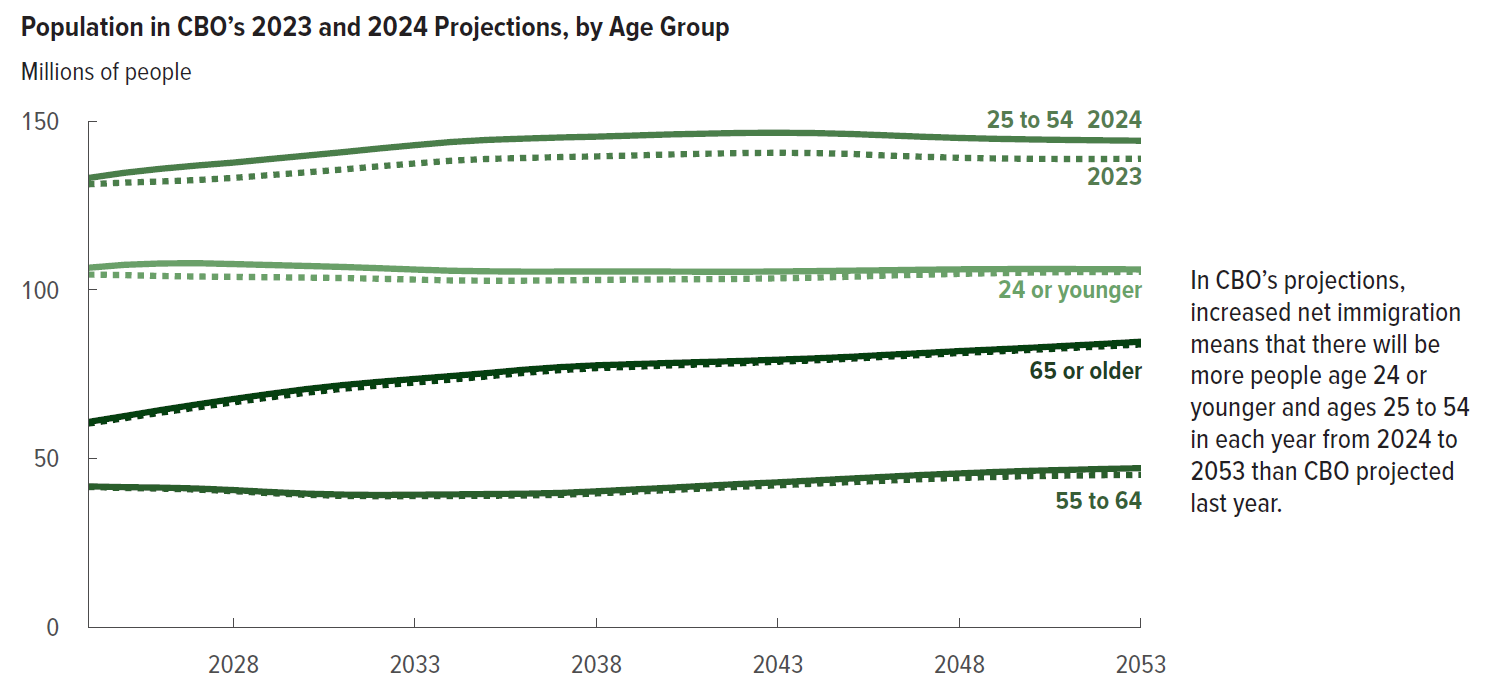 Population in CBO’s 2023 and 2024 Projections, by Age Group
Millions of people
150
100
50
0
25 to 54 2024
2023
24 or younger
65 or older
55 to 64
2028 2033 2038 2043 2048 2053
In CBO’s projections,
increased net immigration
means that there will be
more people age 24 or
younger and ages 25 to 54
in each year from 2024 to
2053 than CBO projected
last year.